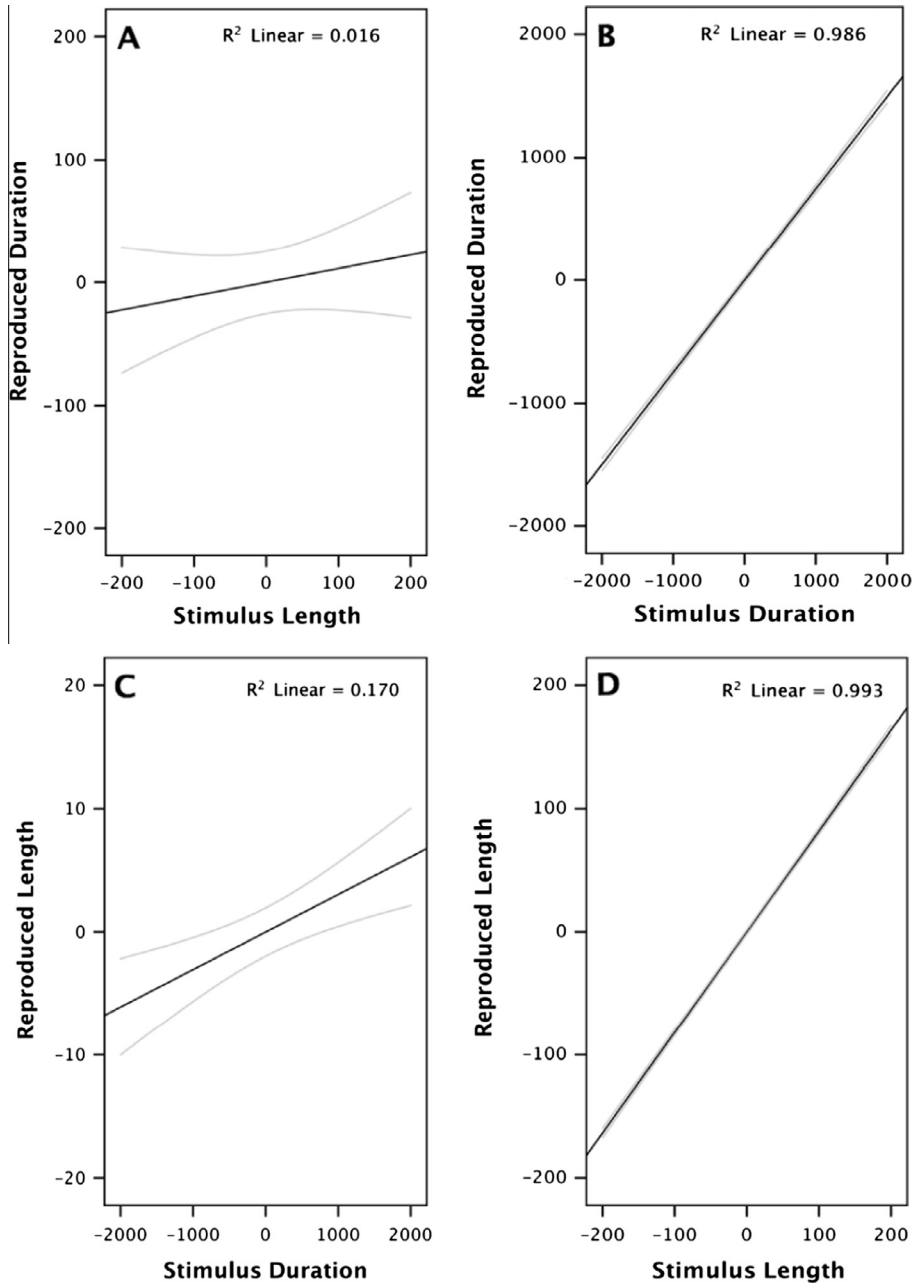 A
R² Linear = 0.016
200
100
0
-100
-200
Reproduced Duration
-200 -100 0 100 200
Stimulus Length
B
R² Linear = 0.986
2000
1000
0
-1000
-2000
Reproduced Duration
-2000 -1000 0 1000 2000
Stimulus Duration
C
R² Linear = 0.170
20
10
0
-10
-20
Reproduced Length
-2000 -1000 0 1000 2000
Stimulus Duration
D
R² Linear = 0.993
200
100
0
-100
-200
Reproduced Length
-200 -100 0 100 200
Stimulus Length